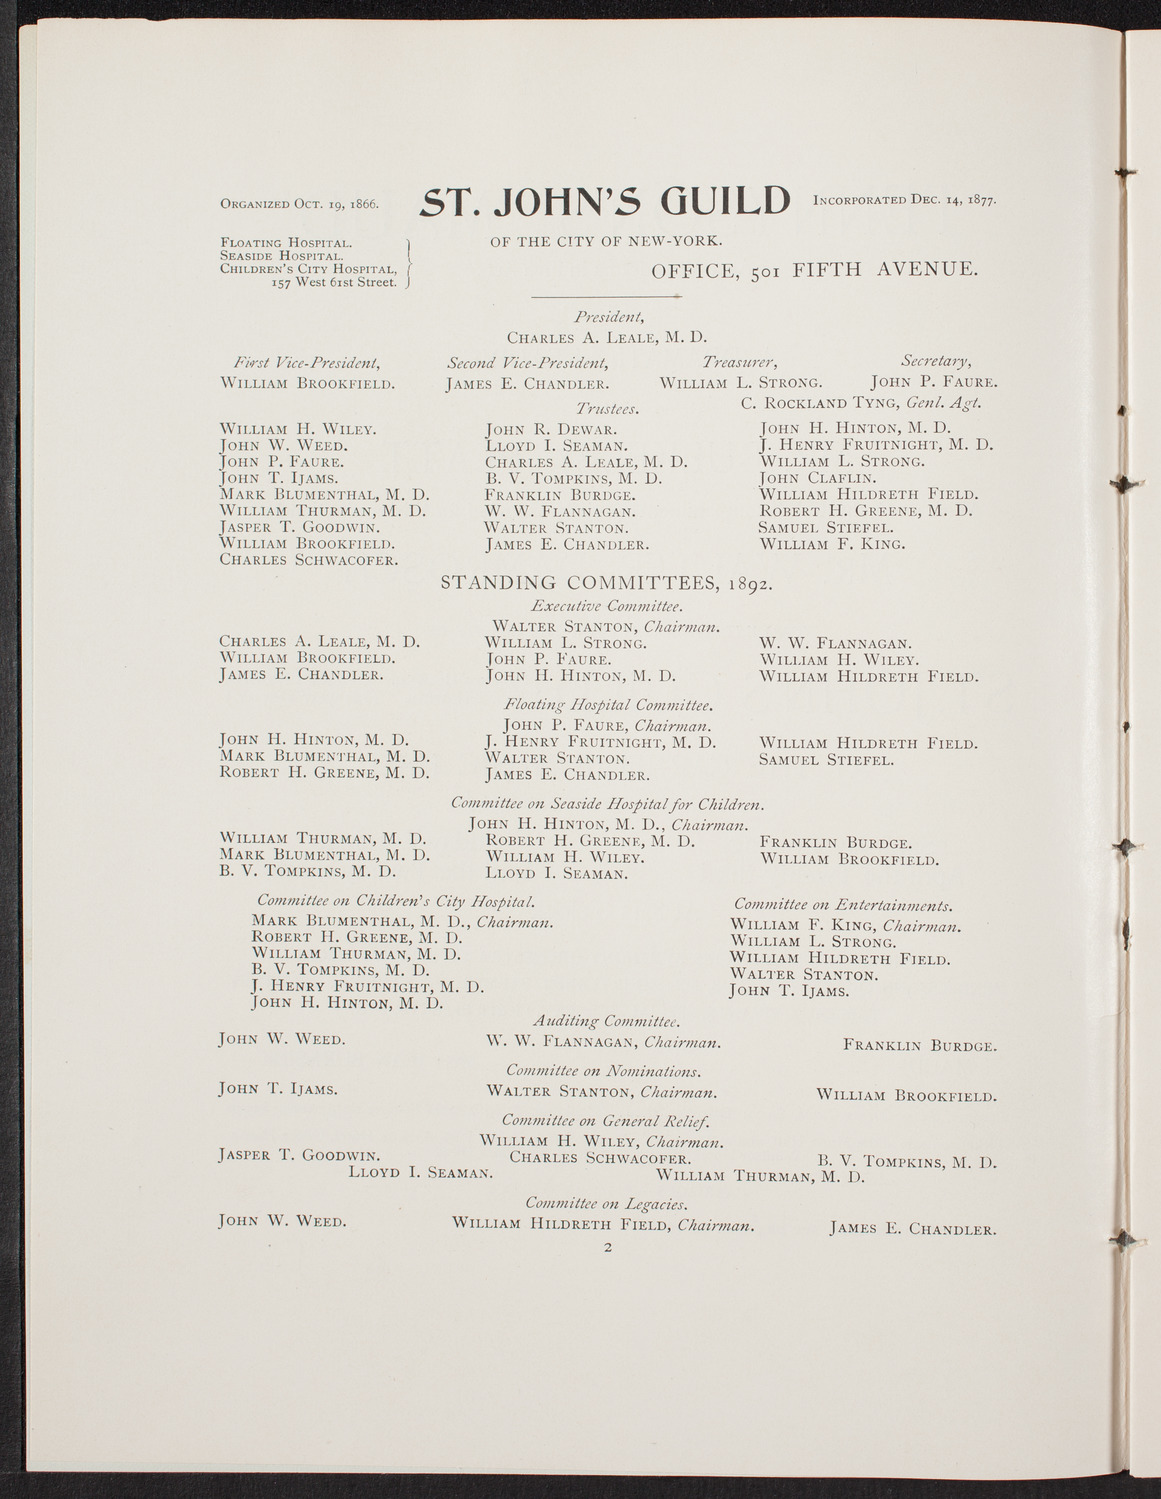 ORGANIZED OCT. 19, 1866. ST. JOHN'S GUILD INCORPORATED DEC. 14, 1877.
OF THE CITY OF NEW-YORK.
FLOATING HOSPITAL.
SEASIDE HOSPITAL.
CHILDREN'S CITY HOSPITAL,
157 West 61st Street.
OFFICE, 501 FIFTH AVENUE.
President,
CHARLES A. LEALE, M. D.
First Vice-President, Second Vice-President, Treasurer, Secretary,
WILLIAM BROOKFIELD. JAMES E. CHANDLER. WILLIAM L. STRONG. JOHN P. FAURE.
C. ROCKLAND TYNG, Genl. Agt.
Trustees.
WILLIAM H. WILEY. JOHN R. DEWAR. JOHN H. HINTON, M. D.
JOHN W. WEED. LLOYD I. SEAMAN. J. HENRY FRUITNIGHT, M. D.
JOHN P. FAURE. CHARLES A. LEALE, M. D. WILLIAM L. STRONG.
JOHN T. IJAMS. B. V. TOMPKINS, M. D. JOHN CLAFLIN.
MARK BLUMENTHAL, M. D. FRANKLIN BURDGE. WILLIAM HILDRETH FIELD.
WILLIAM THURMAN, M. D. W. W. FLANNAGAN. ROBERT H. GREENE, M. D.
JASPER T. GOODWIN. WALTER STANTON. SAMUEL STIEFEL.
WILLIAM BROOKFIELD. JAMES E. CHANDLER. WILLIAM F. KING.
CHARLES SCHWACOFER.
STANDING COMMITTEES, 1892.
Executive Committee.
WALTER STANTON, Chairman.
CHARLES A. LEALE, M. D. WILLIAM L. STRONG. W. W. FLANNAGAN.
WILLIAM BROOKFIELD. JOHN P. FAURE. WILLIAM H. WILEY.
JAMES E. CHANDLER. JOHN H. HINTON, M. D. WILLIAM HILDRETH FIELD.
Floating Hospital Committee.
JOHN P. FAURE, Chairman.
JOHN H. HINTON, M. D. J. HENRY FRUITNIGHT, M. D. WILLIAM HILDRETH FIELD.
MARK BLUMENTHAL, M. D. WALTER STANTON. SAMUEL STIEFEL.
ROBERT H. GREENE, M. D. JAMES E. CHANDLER.
Committee on Seaside Hospital for Children.
JOHN H. HINTON, M. D., Chairman.
WILLIAM THURMAN, M. D. ROBERT H. GREENE, M. D. FRANKLIN BURDGE.
MARK BLUMENTHAL, M. D. WILLIAM H. WILEY. WILLIAM BROOKFIELD.
B. V. TOMPKINS, M. D. LLOYD I. SEAMAN.
Committee on Children's City Hospital.
MARK BLUMENTHAL, M. D., Chairman.
ROBERT H. GREENE, M. D.
WILLIAM THURMAN, M. D.
B. V. TOMPKINS, M. D.
J. HENRY FRUITNIGHT, M. D.
JOHN H. HINTON, M. D.
Committee on Entertainments.
WILLIAM F. KING, Chairman.
WILLIAM L. STRONG.
WILLIAM HILDRETH FIELD.
WALTER STANTON.
JOHN T. IJAMS.
Auditing Committee.
JOHN W. WEED. W. W. FLANNAGAN, Chairman. FRANKLIN BURDGE.
Committee on Nominations.
JOHN T. IJAMS. WALTER STANTON, Chairman. WILLIAM BROOKFIELD.
Committee on General Relief.
WILLIAM H. WILEY, Chairman.
JASPER T. GOODWIN. CHARLES SCHWACOFER. B. V. TOMPKINS, M. D.
LLOYD I. SEAMAN. WILLIAM THURMAN, M. D.
Committee on Legacies.
JOHN W. WEED. WILLIAM HILDRETH FIELD, Chairman. JAMES E. CHANDLER.
2